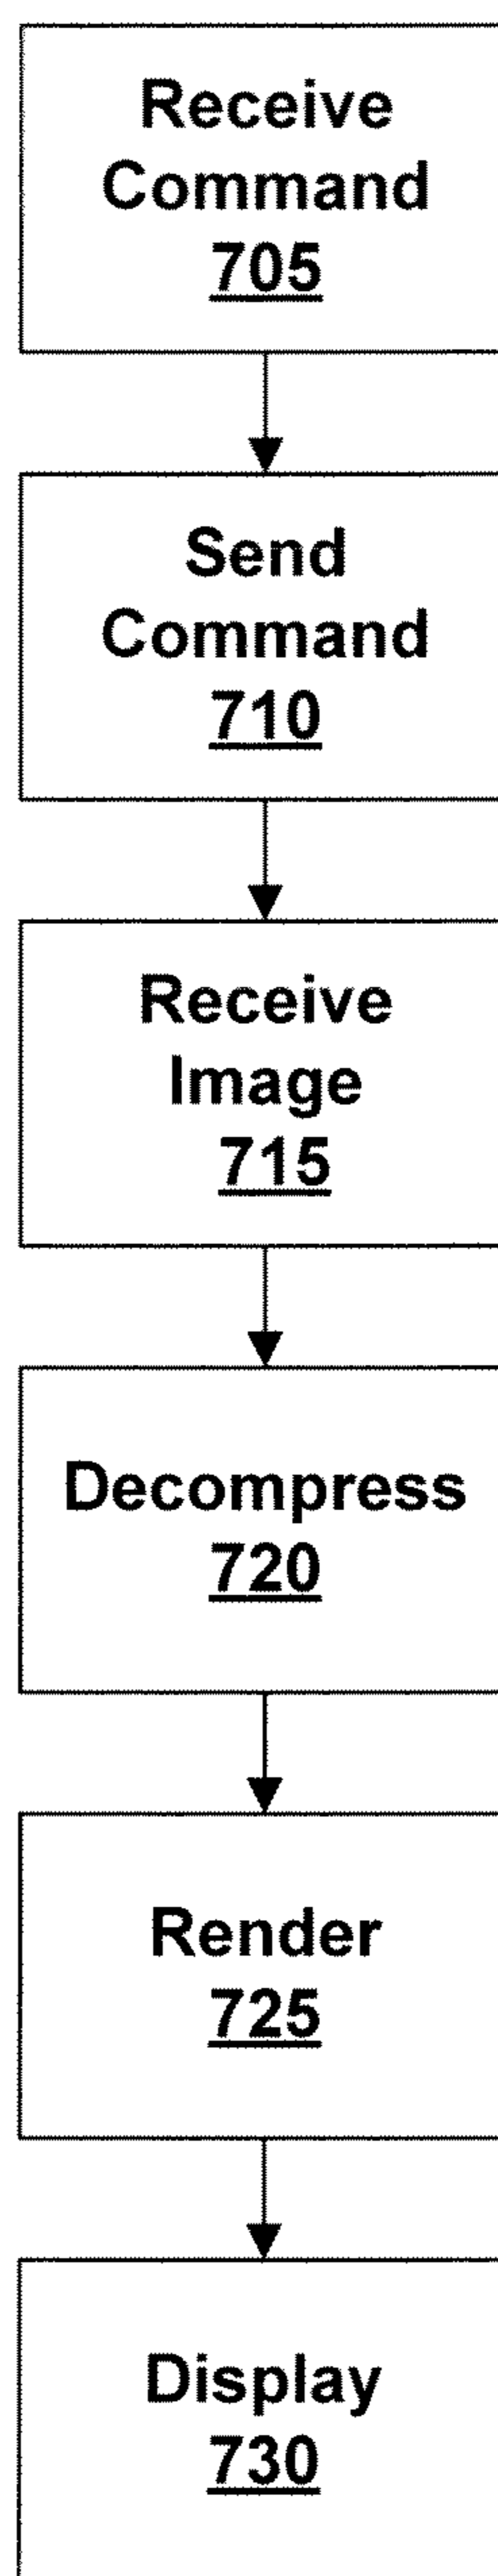 Receive
Command
705
Send
Command
710
Receive
Image
715
Decompress
720
Render
725
Display
730